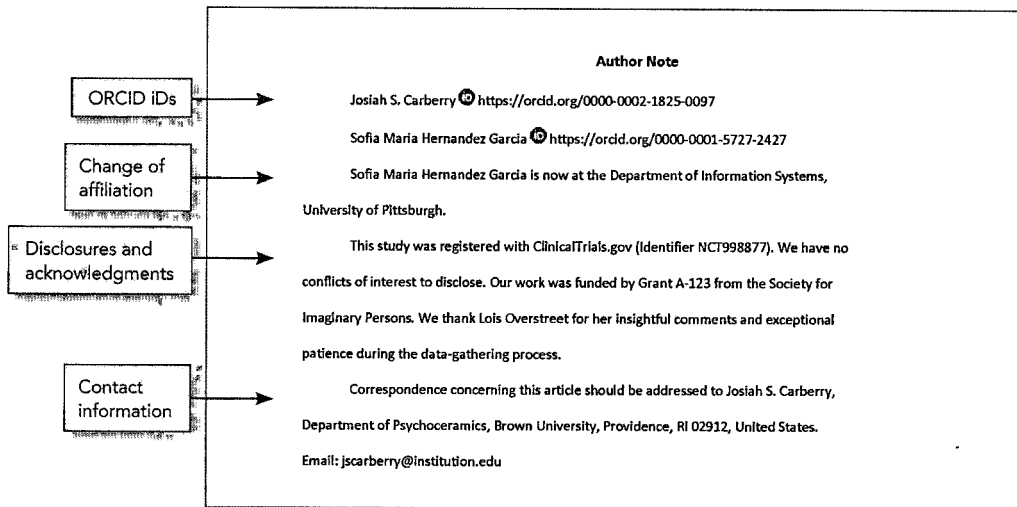 Author Note
ORCID iDs
Josiah S. Carberry iD https://orcid.org/0000-0002-1825-0097
Sofia Maria Hernandez Garcia iD https://orcid.org/0000-0001-5727-2427
Change of
affiliation
Sofia Maria Hernandez Garcia is now at the Department of Information Systems,
University of Pittsburgh.
Disclosures and
acknowledgments
This study was registered with ClinicalTrials.gov (Identifier NCT998877). We have no
conflicts of interest to disclose. Our work was funded by Grant A-123 from the Society for
Imaginary Persons. We thank Lois Overstreet for her insightful comments and exceptional
patience during the data-gathering process.
Contact
information
Correspondence concerning this article should be addressed to Josiah S. Carberry,
Department of Psychoceramics, Brown University, Providence, RI 02912, United States.
Email: jscarberry@institution.edu